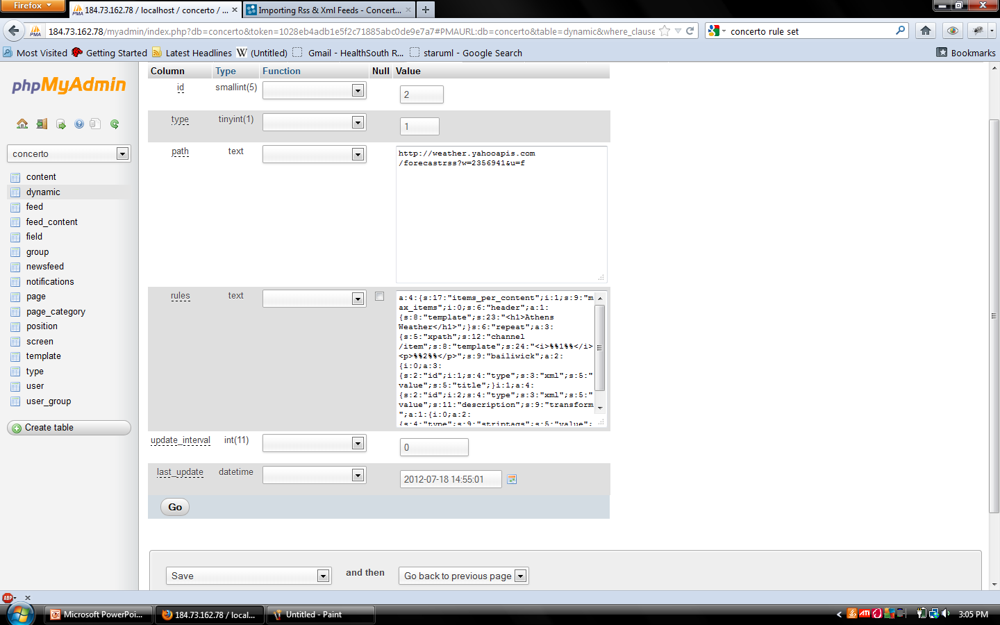 Firefox
184.73.162.78 / localhost / concerto / ...
Importing Rss & Xml Feeds - Concert...
184.73.162.78/myadmin/index.php?db=concerto&token=1028eb4adb1e5f2c71885abc0de9e7a7#PMAURL:db=concerto&table=dynamic&where_clause
concerto rule set
Most Visited
Getting Started
Latest Headlines
W (Untitled)
Gmail - HealthSouth R...
staruml - Google Search
Bookmarks
phpMyAdmin
concerto
content
dynamic
feed
feed_content
field
group
newsfeed
notifications
page
page_category
position
screen
template
type
user
user_group
Create table
Column Type Function Null Value
id smallint(5) 2
type tinyint(1) 1
path text
http://weather.yahooapis.com
/forecastrss?w=2356941&u=f
rules text
a:4:{s:17:"items_per_content";i:1;s:9:"m
ax_items";i:0;s:6:"header";a:1:
{s:8:"template";s:23:"<h1>Athens
Weather</h1>";}s:6:"repeat";a:3:
{s:5:"xpath";s:12:"channel
/item";s:8:"template";s:24:"<i>%%1%%</i>
<p>%%2%%</p>";s:9:"bailiwick";a:2:
{i:0;a:3:
{s:2:"id";i:1;s:4:"type";s:3:"xml";s:5:"
value";s:5:"title";}i:1;a:4:
{s:2:"id";i:2;s:4:"type";s:3:"xml";s:5:"
value";s:11:"description";s:9:"transform
";a:1:{i:0;a:2:
{s:4:"type";s:9:"striptags";s:5:"value";
update_interval int(11) 0
last_update datetime 2012-07-18 14:55:01
Go
Save and then Go back to previous page
ABP
Microsoft PowerPoi...
184.73.162.78 / local...
Untitled - Paint
ATI
3:05 PM